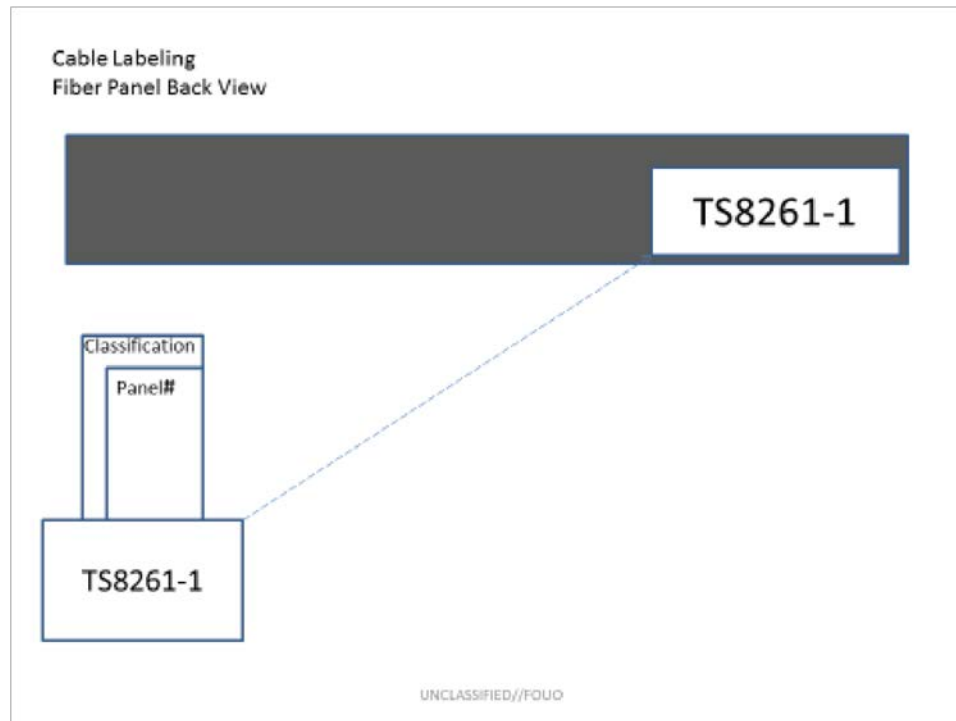 Cable Labeling
Fiber Panel Back View
TS8261-1
Classification
Panel#
TS8261-1
UNCLASSIFIED//FOUO